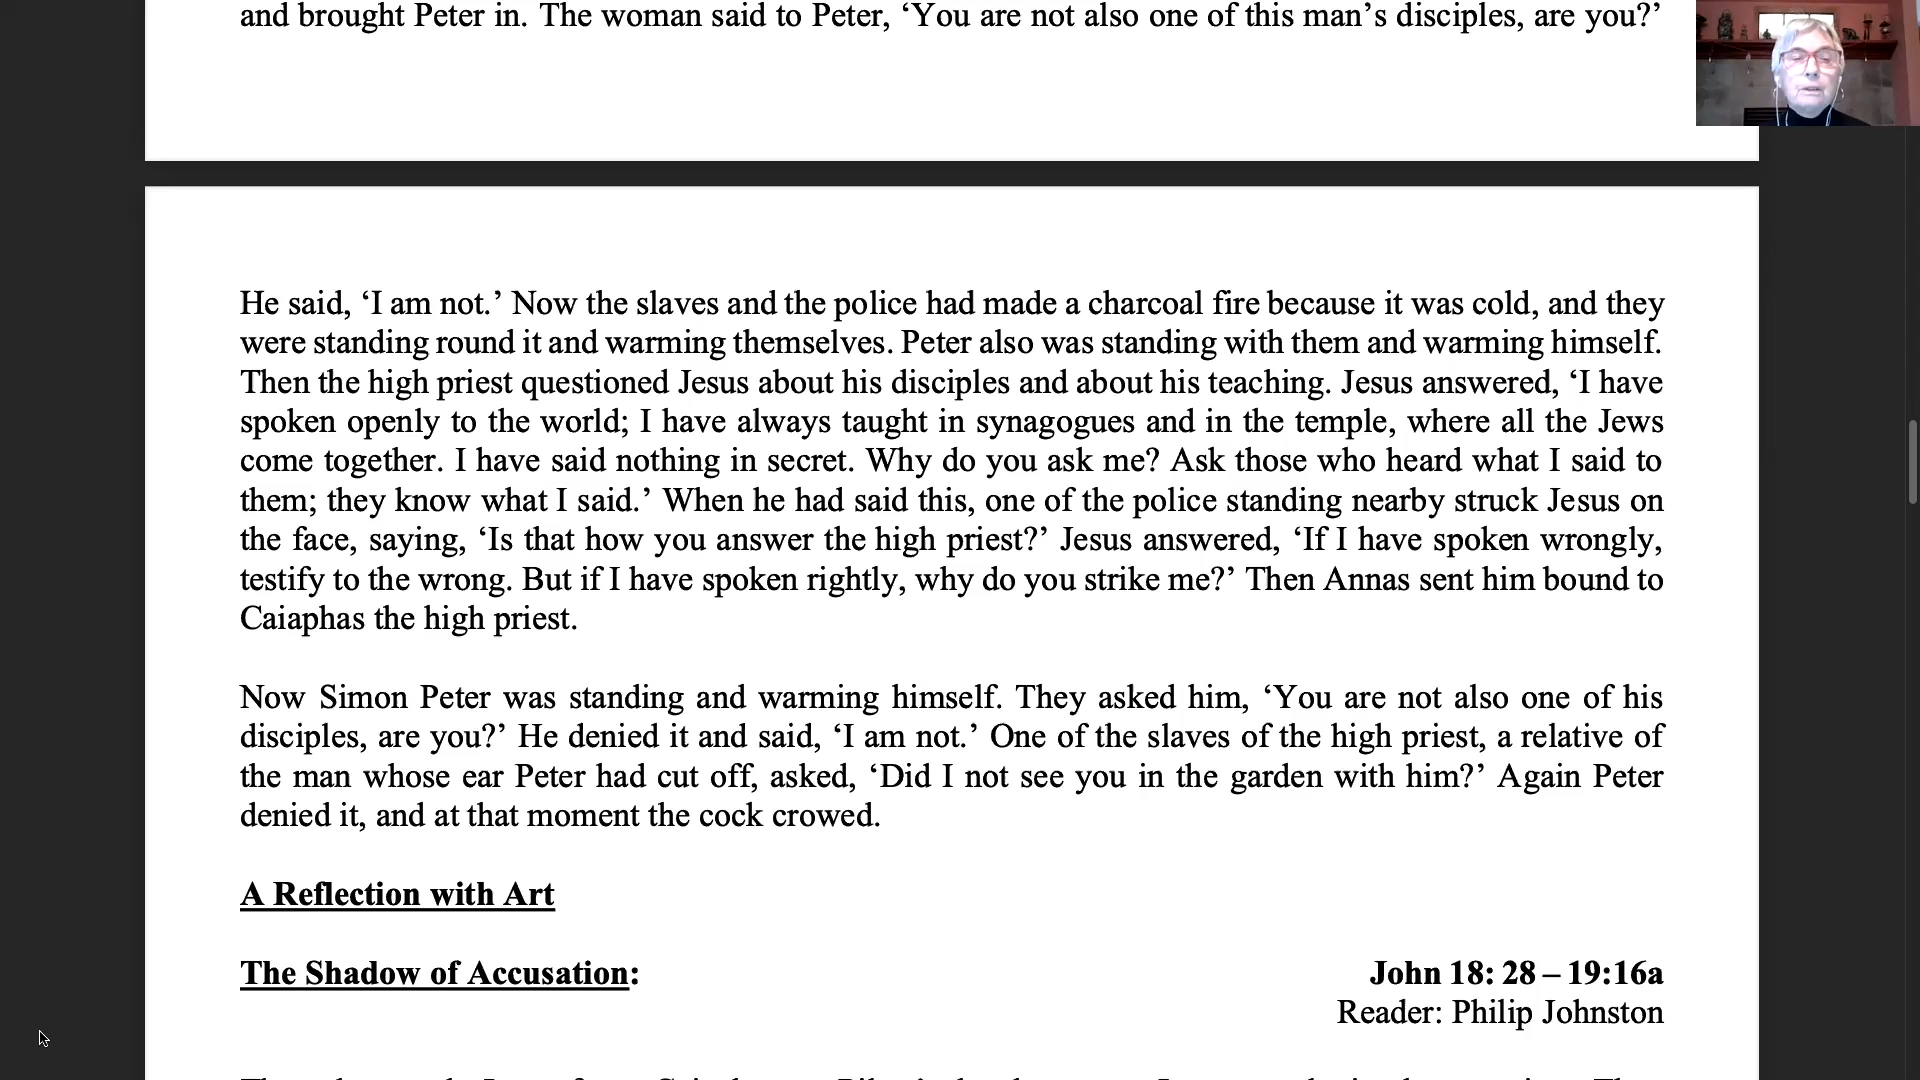 and brought Peter in. The woman said to Peter, ‘You are not also one of this man’s disciples, are you?’
He said, ‘I am not.’ Now the slaves and the police had made a charcoal fire because it was cold, and they
were standing round it and warming themselves. Peter also was standing with them and warming himself.
Then the high priest questioned Jesus about his disciples and about his teaching. Jesus answered, ‘I have
spoken openly to the world; I have always taught in synagogues and in the temple, where all the Jews
come together. I have said nothing in secret. Why do you ask me? Ask those who heard what I said to
them; they know what I said.’ When he had said this, one of the police standing nearby struck Jesus on
the face, saying, ‘Is that how you answer the high priest?’ Jesus answered, ‘If I have spoken wrongly,
testify to the wrong. But if I have spoken rightly, why do you strike me?’ Then Annas sent him bound to
Caiaphas the high priest.
Now Simon Peter was standing and warming himself. They asked him, ‘You are not also one of his
disciples, are you?’ He denied it and said, ‘I am not.’ One of the slaves of the high priest, a relative of
the man whose ear Peter had cut off, asked, ‘Did I not see you in the garden with him?’ Again Peter
denied it, and at that moment the cock crowed.
A Reflection with Art
The Shadow of Accusation: John 18: 28 – 19:16a
Reader: Philip Johnston